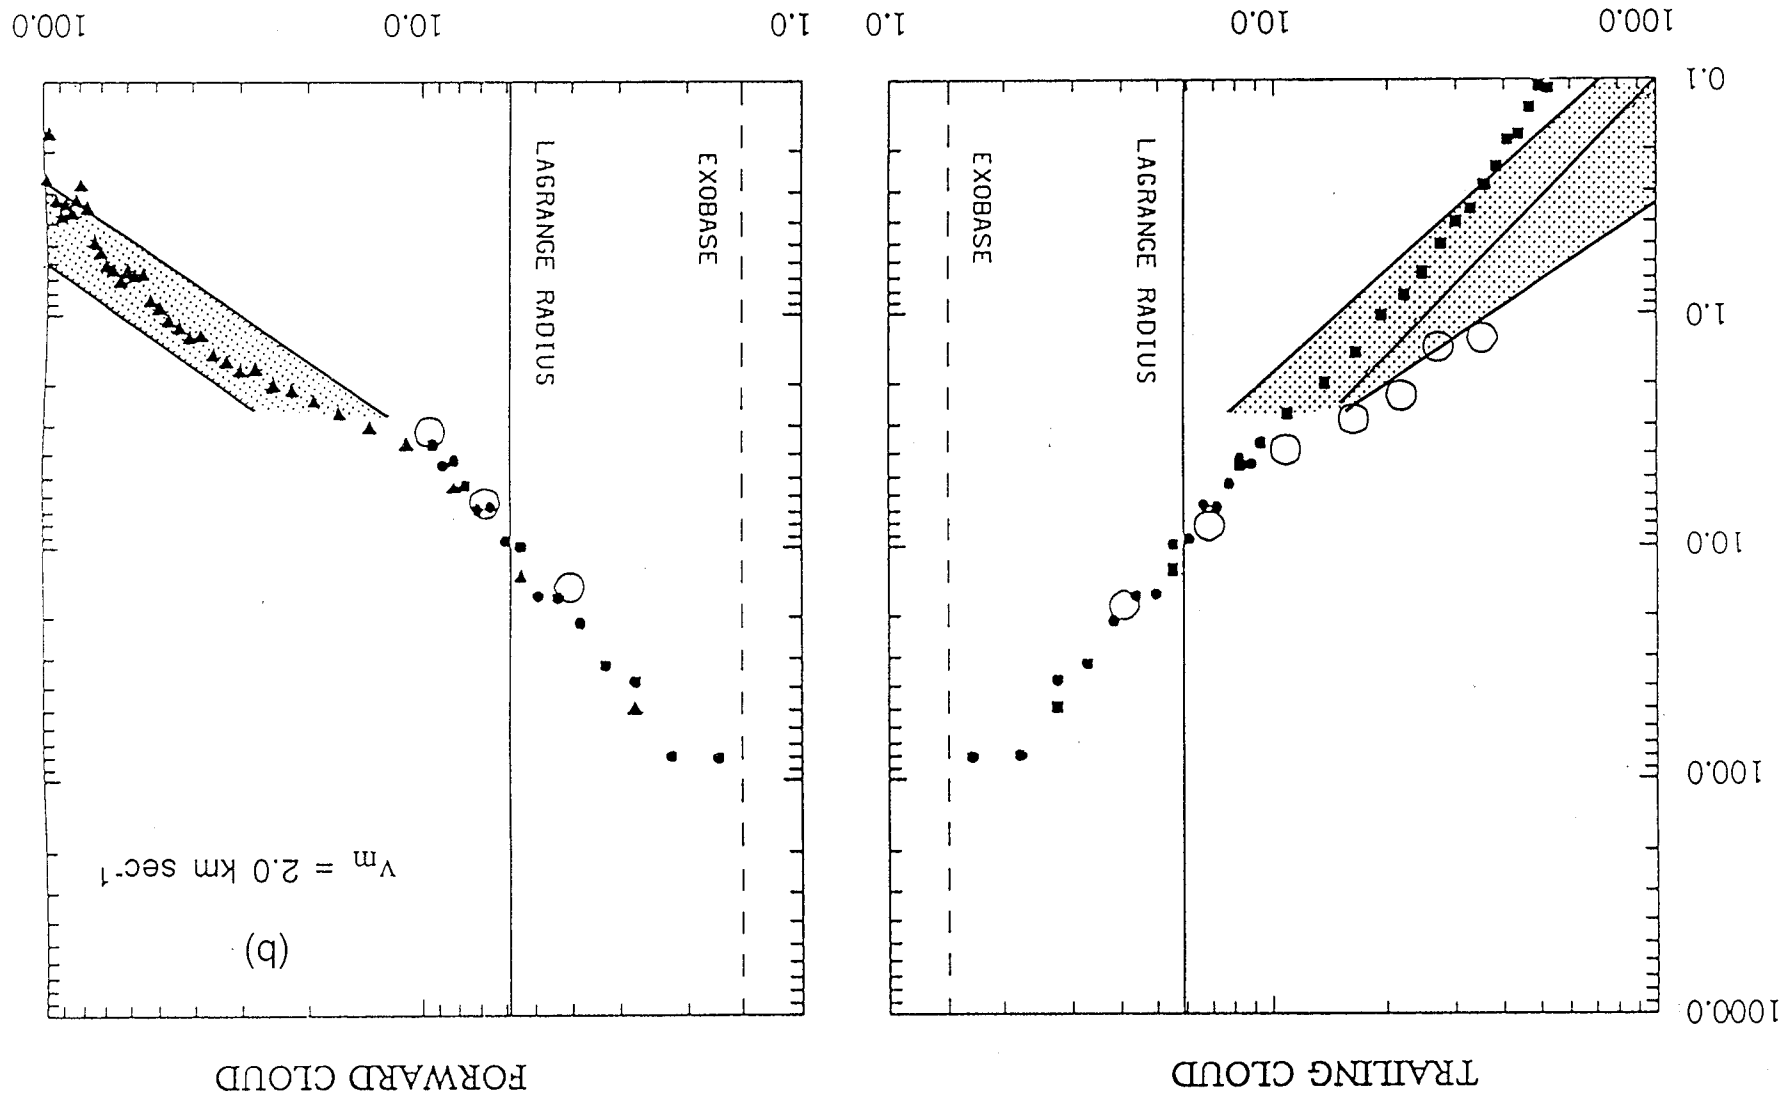 TRAILING CLOUD
FORWARD CLOUD
(b)
v_m = 2.0 km sec⁻¹
1000.0
100.0
10.0
1.0
0.1
LAGRANGE RADIUS
EXOBASE
EXOBASE
LAGRANGE RADIUS
100.0
10.0
1.0
1.0
10.0
100.0